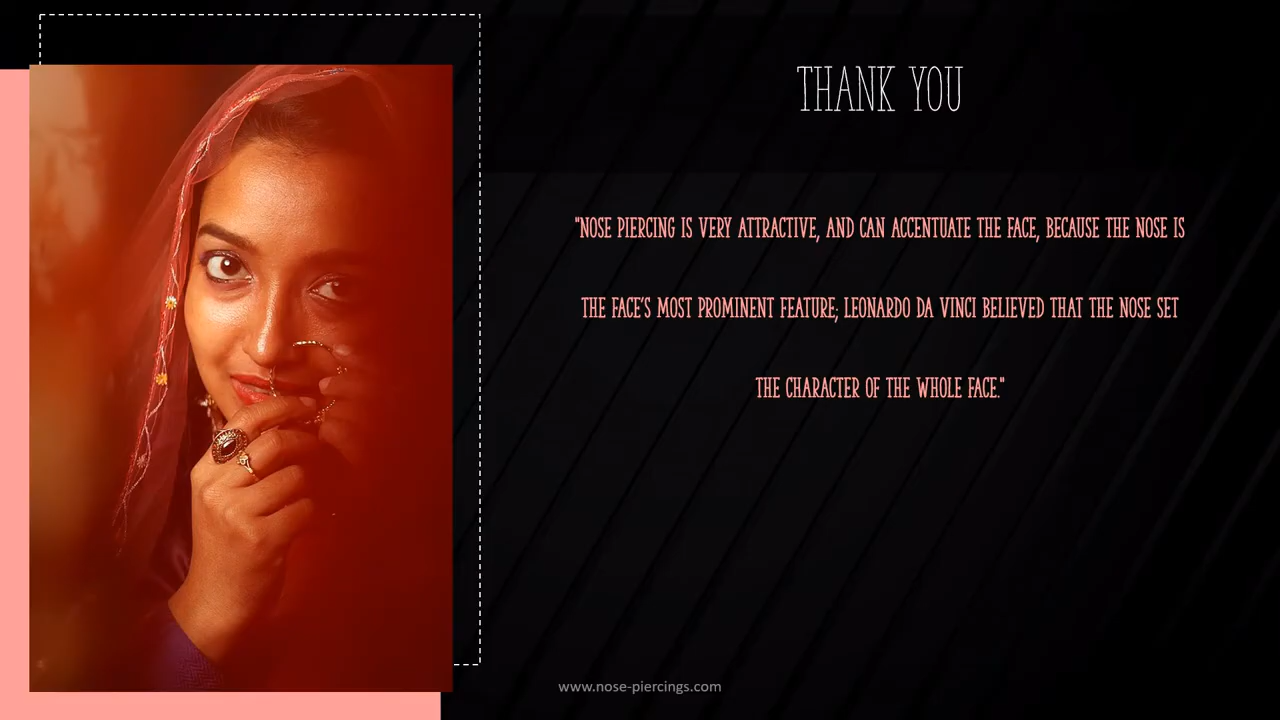 THANK YOU
"NOSE PIERCING IS VERY ATTRACTIVE, AND CAN ACCENTUATE THE FACE, BECAUSE THE NOSE IS
THE FACE'S MOST PROMINENT FEATURE; LEONARDO DA VINCI BELIEVED THAT THE NOSE SET
THE CHARACTER OF THE WHOLE FACE."
www.nose-piercings.com